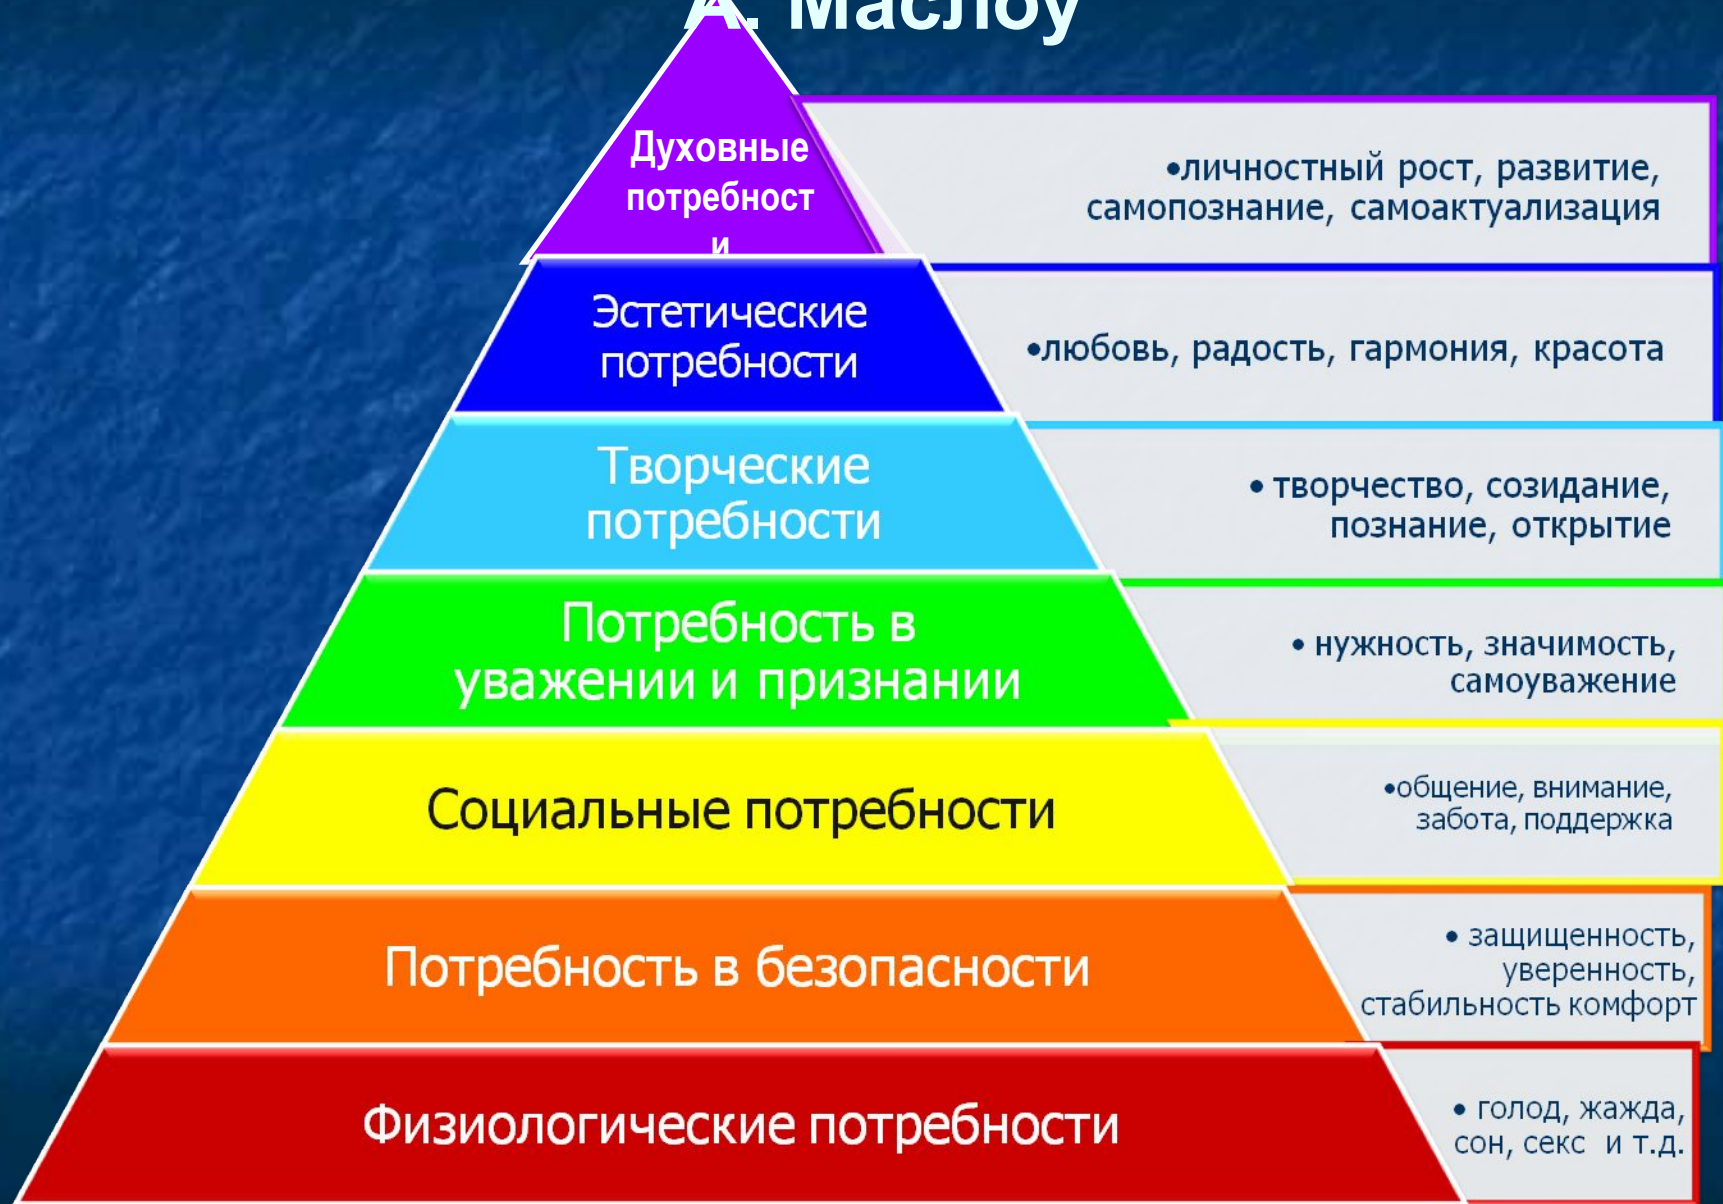 А. Маслоу
Духовные
потребност
и
•личностный рост, развитие,
самопознание, самоактуализация
Эстетические
потребности
•любовь, радость, гармония, красота
Творческие
потребности
• творчество, созидание,
познание, открытие
Потребность в
уважении и признании
• нужность, значимость,
самоуважение
Социальные потребности
•общение, внимание,
забота, поддержка
Потребность в безопасности
• защищенность,
уверенность,
стабильность комфорт
Физиологические потребности
• голод, жажда,
сон, секс и т.д.